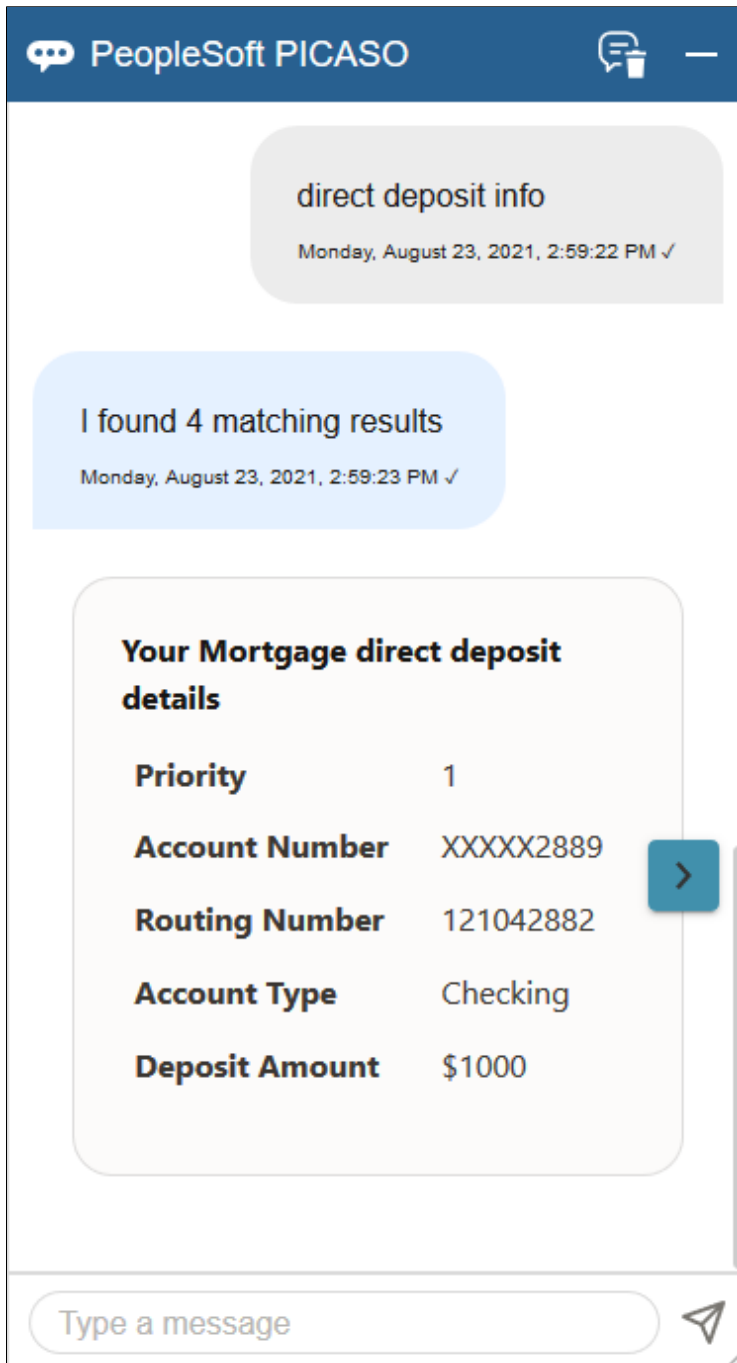 PeopleSoft PICASO
direct deposit info
Monday, August 23, 2021, 2:59:22 PM ✓
I found 4 matching results
Monday, August 23, 2021, 2:59:23 PM ✓
Your Mortgage direct deposit
details
Priority 1
Account Number XXXXX2889
Routing Number 121042882
Account Type Checking
Deposit Amount $1000
Type a message